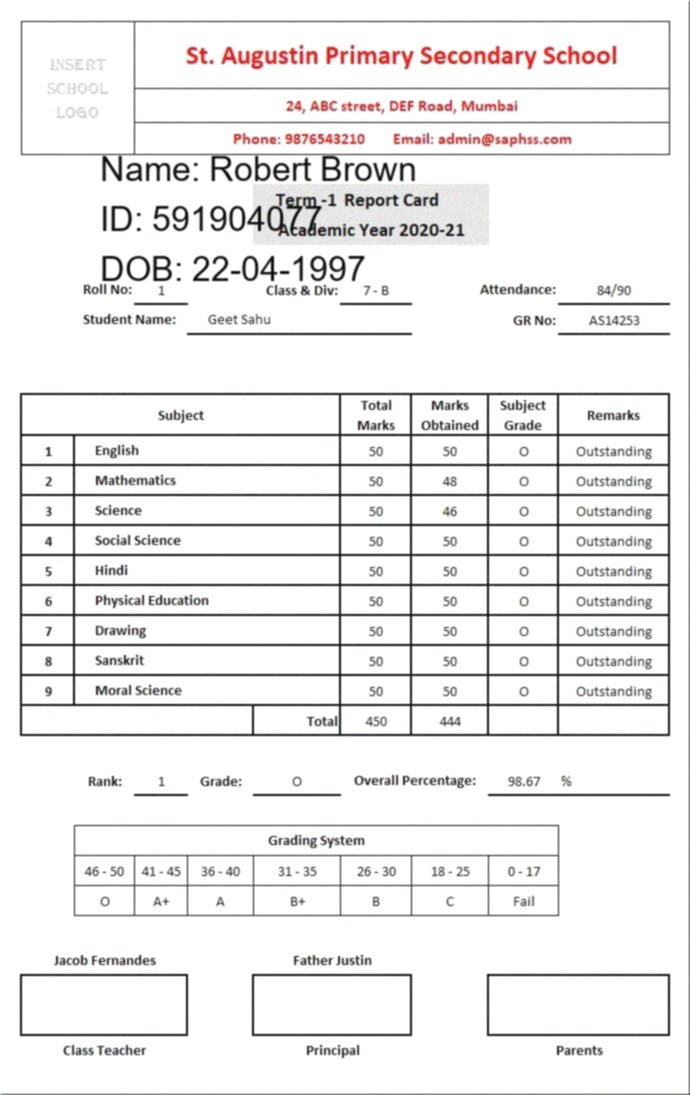 INSERT
SCHOOL
LOGO
St. Augustin Primary Secondary School
24, ABC street, DEF Road, Mumbai
Phone: 9876543210 Email: admin@saphss.com
Name: Robert Brown
Term -1 Report Card
ID: 591904077
Academic Year 2020-21
DOB: 22-04-1997
Roll No: 1 Class & Div: 7 - B Attendance: 84/90
Student Name: Geet Sahu GR No: AS14253
Subject Total Marks Marks Obtained Subject Grade Remarks
1 English 50 50 O Outstanding
2 Mathematics 50 48 O Outstanding
3 Science 50 46 O Outstanding
4 Social Science 50 50 O Outstanding
5 Hindi 50 50 O Outstanding
6 Physical Education 50 50 O Outstanding
7 Drawing 50 50 O Outstanding
8 Sanskrit 50 50 O Outstanding
9 Moral Science 50 50 O Outstanding
Total 450 444
Rank: 1 Grade: O Overall Percentage: 98.67 %
Grading System
46 - 50 41 - 45 36 - 40 31 - 35 26 - 30 18 - 25 0 - 17
O A+ A B+ B C Fail
Jacob Fernandes Father Justin
Class Teacher Principal Parents